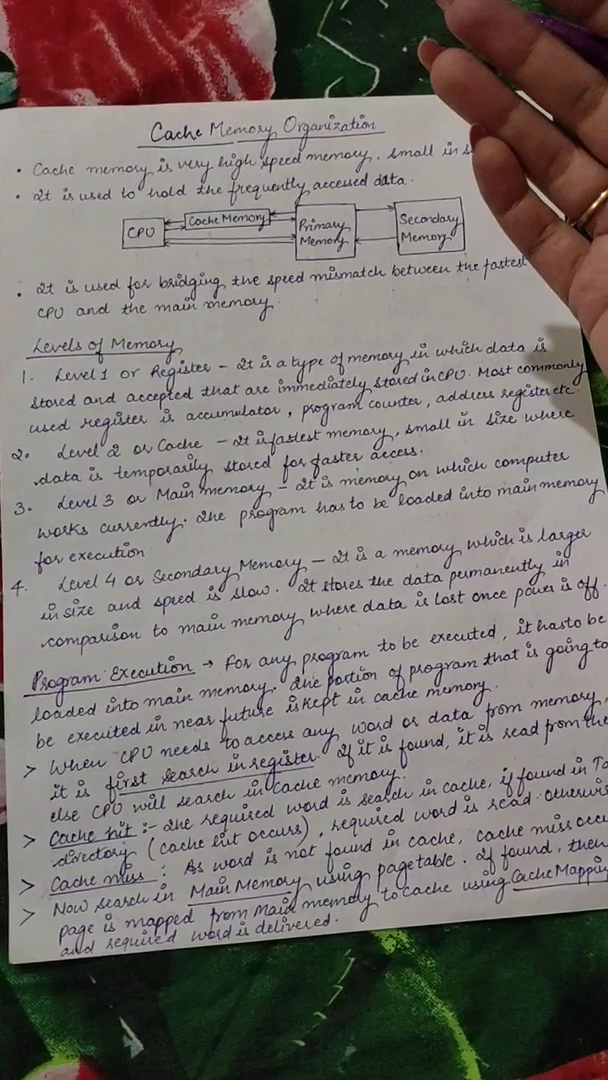 Cache Memory Organization
• Cache memory is very high speed memory, small in s
• It is used to hold the frequently accessed data.
CPU Cache Memory Primary Memory Secondary Memory
• It is used for bridging the speed mismatch between the fastest
CPU and the main memory.
Levels of Memory
1. Level 1 or Register - It is a type of memory in which data is
stored and accepted that are immediately stored in CPU. Most commonly
used register is accumulator, program counter, address register etc.
2. Level 2 or Cache - It is fastest memory, small in size where
data is temporarily stored for faster access.
3. Level 3 or Main memory - It is memory on which computer
works currently. The program has to be loaded into main memory
for execution.
4. Level 4 or Secondary Memory - It is a memory which is larger
in size and speed is slow. It stores the data permanently in
comparison to main memory where data is lost once power is off.
Program Execution → For any program to be executed, it has to be
loaded into main memory. The portion of program that is going to
be executed in near future is kept in cache memory.
> When CPU needs to access any word or data from memory,
it is first search in register. If it is found, it is read from the
else CPU will search in cache memory.
> Cache hit :- The required word is search in cache, if found in Ta
directory (cache hit occurs), required word is read otherwis
> Cache miss : As word is not found in cache, cache miss occu
> Now search in Main Memory using page table. If found, then
page is mapped from main memory to cache using Cache Mappin
and required word is delivered.